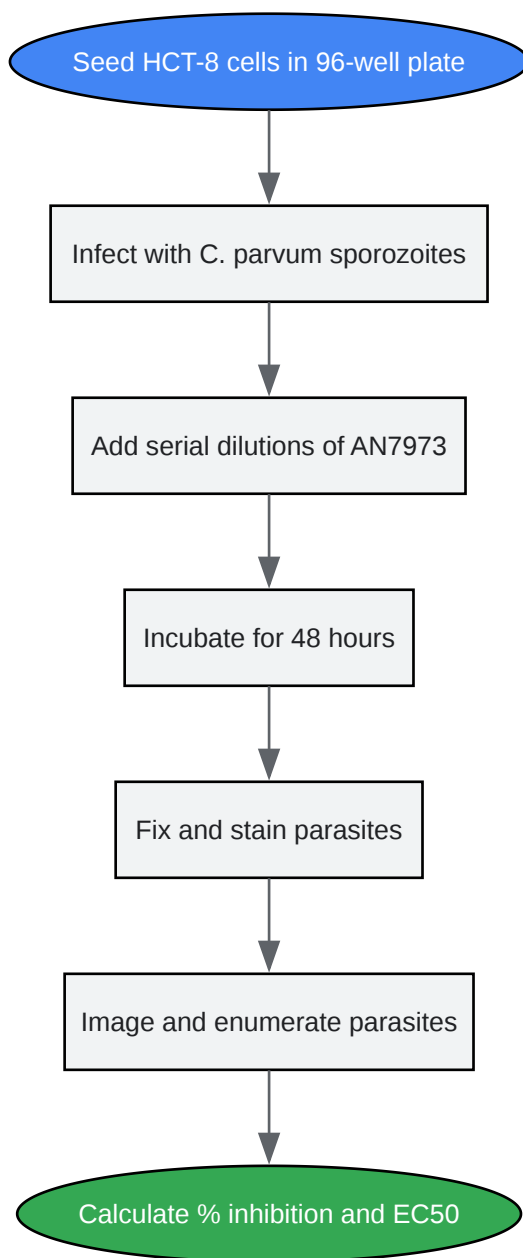 Seed HCT-8 cells in 96-well plate
Infect with C. parvum sporozoites
Add serial dilutions of AN7973
Incubate for 48 hours
Fix and stain parasites
Image and enumerate parasites
Calculate % inhibition and EC50